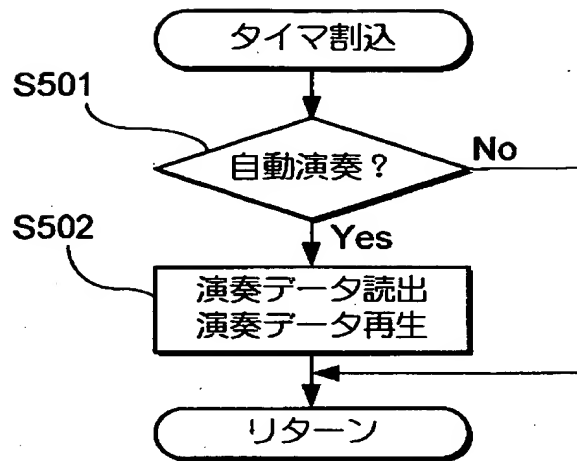 タイマ割込
S501
自動演奏?
No
Yes
S502
演奏データ読出
演奏データ再生
リターン